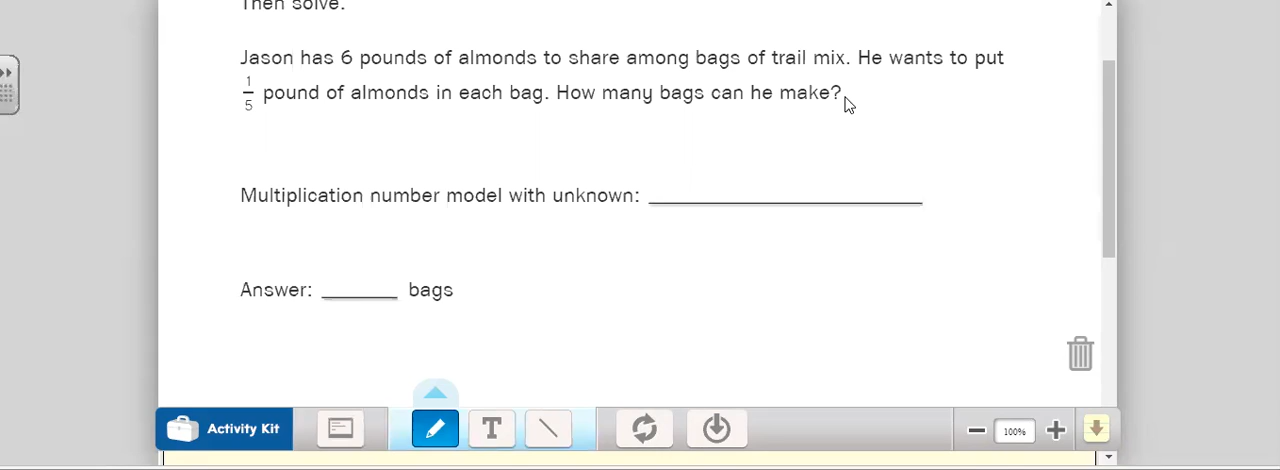 Then solve.
Jason has 6 pounds of almonds to share among bags of trail mix. He wants to put
1/5 pound of almonds in each bag. How many bags can he make?
Multiplication number model with unknown: ____________________
Answer: ______ bags
Activity Kit
T
100%